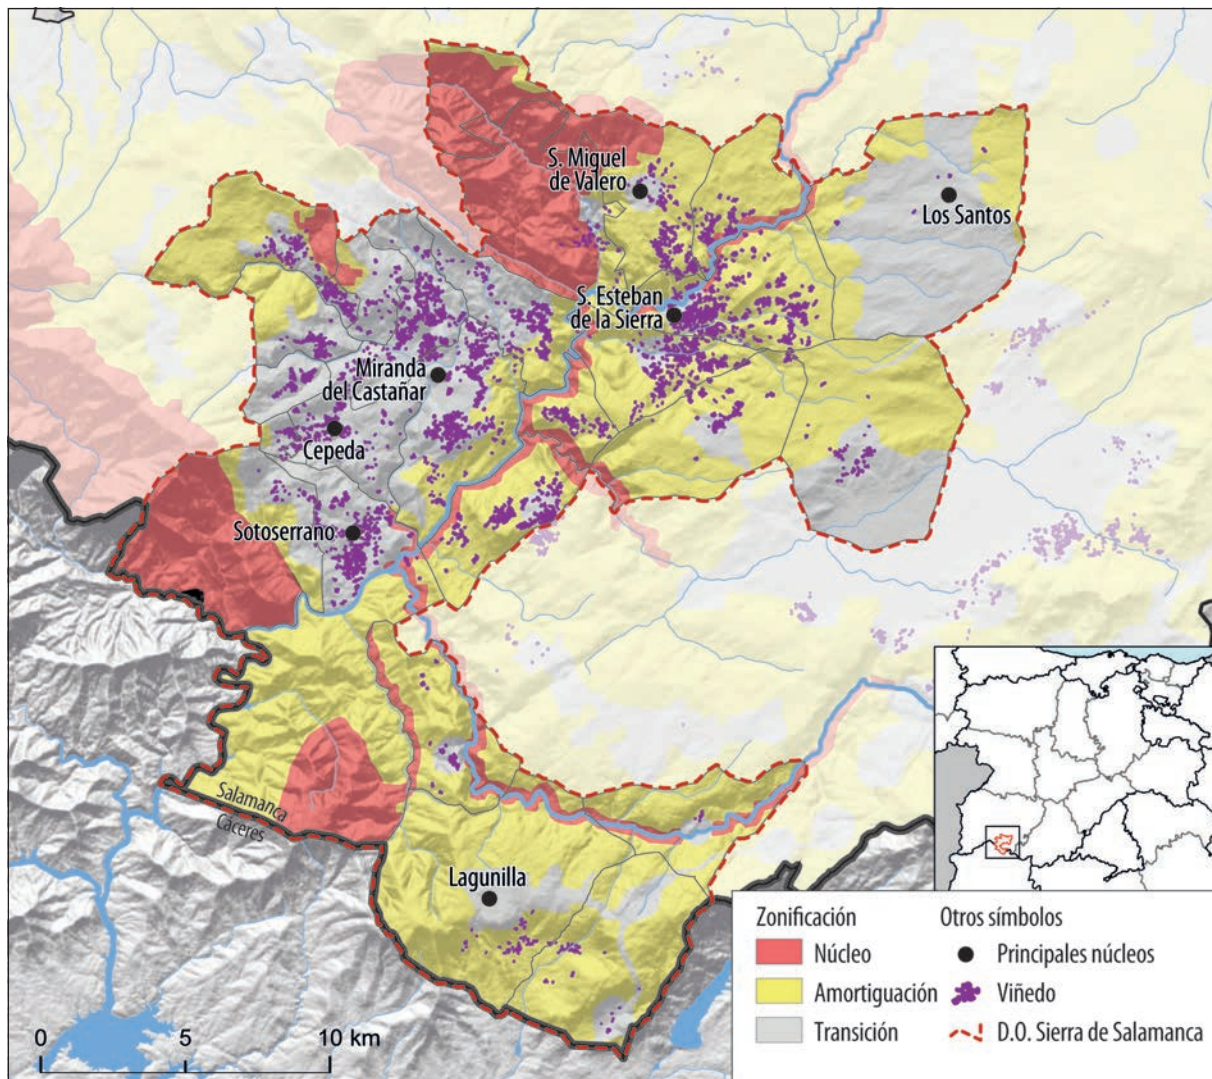 S. Miguel
de Valero
Los Santos
S. Esteban
de la Sierra
Miranda
del Castañar
Cepeda
Sotoserrano
Salamanca
Cáceres
Lagunilla
0 5 10 km
Zonificación
Núcleo
Amortiguación
Transición
Otros símbolos
Principales núcleos
Viñedo
D.O. Sierra de Salamanca